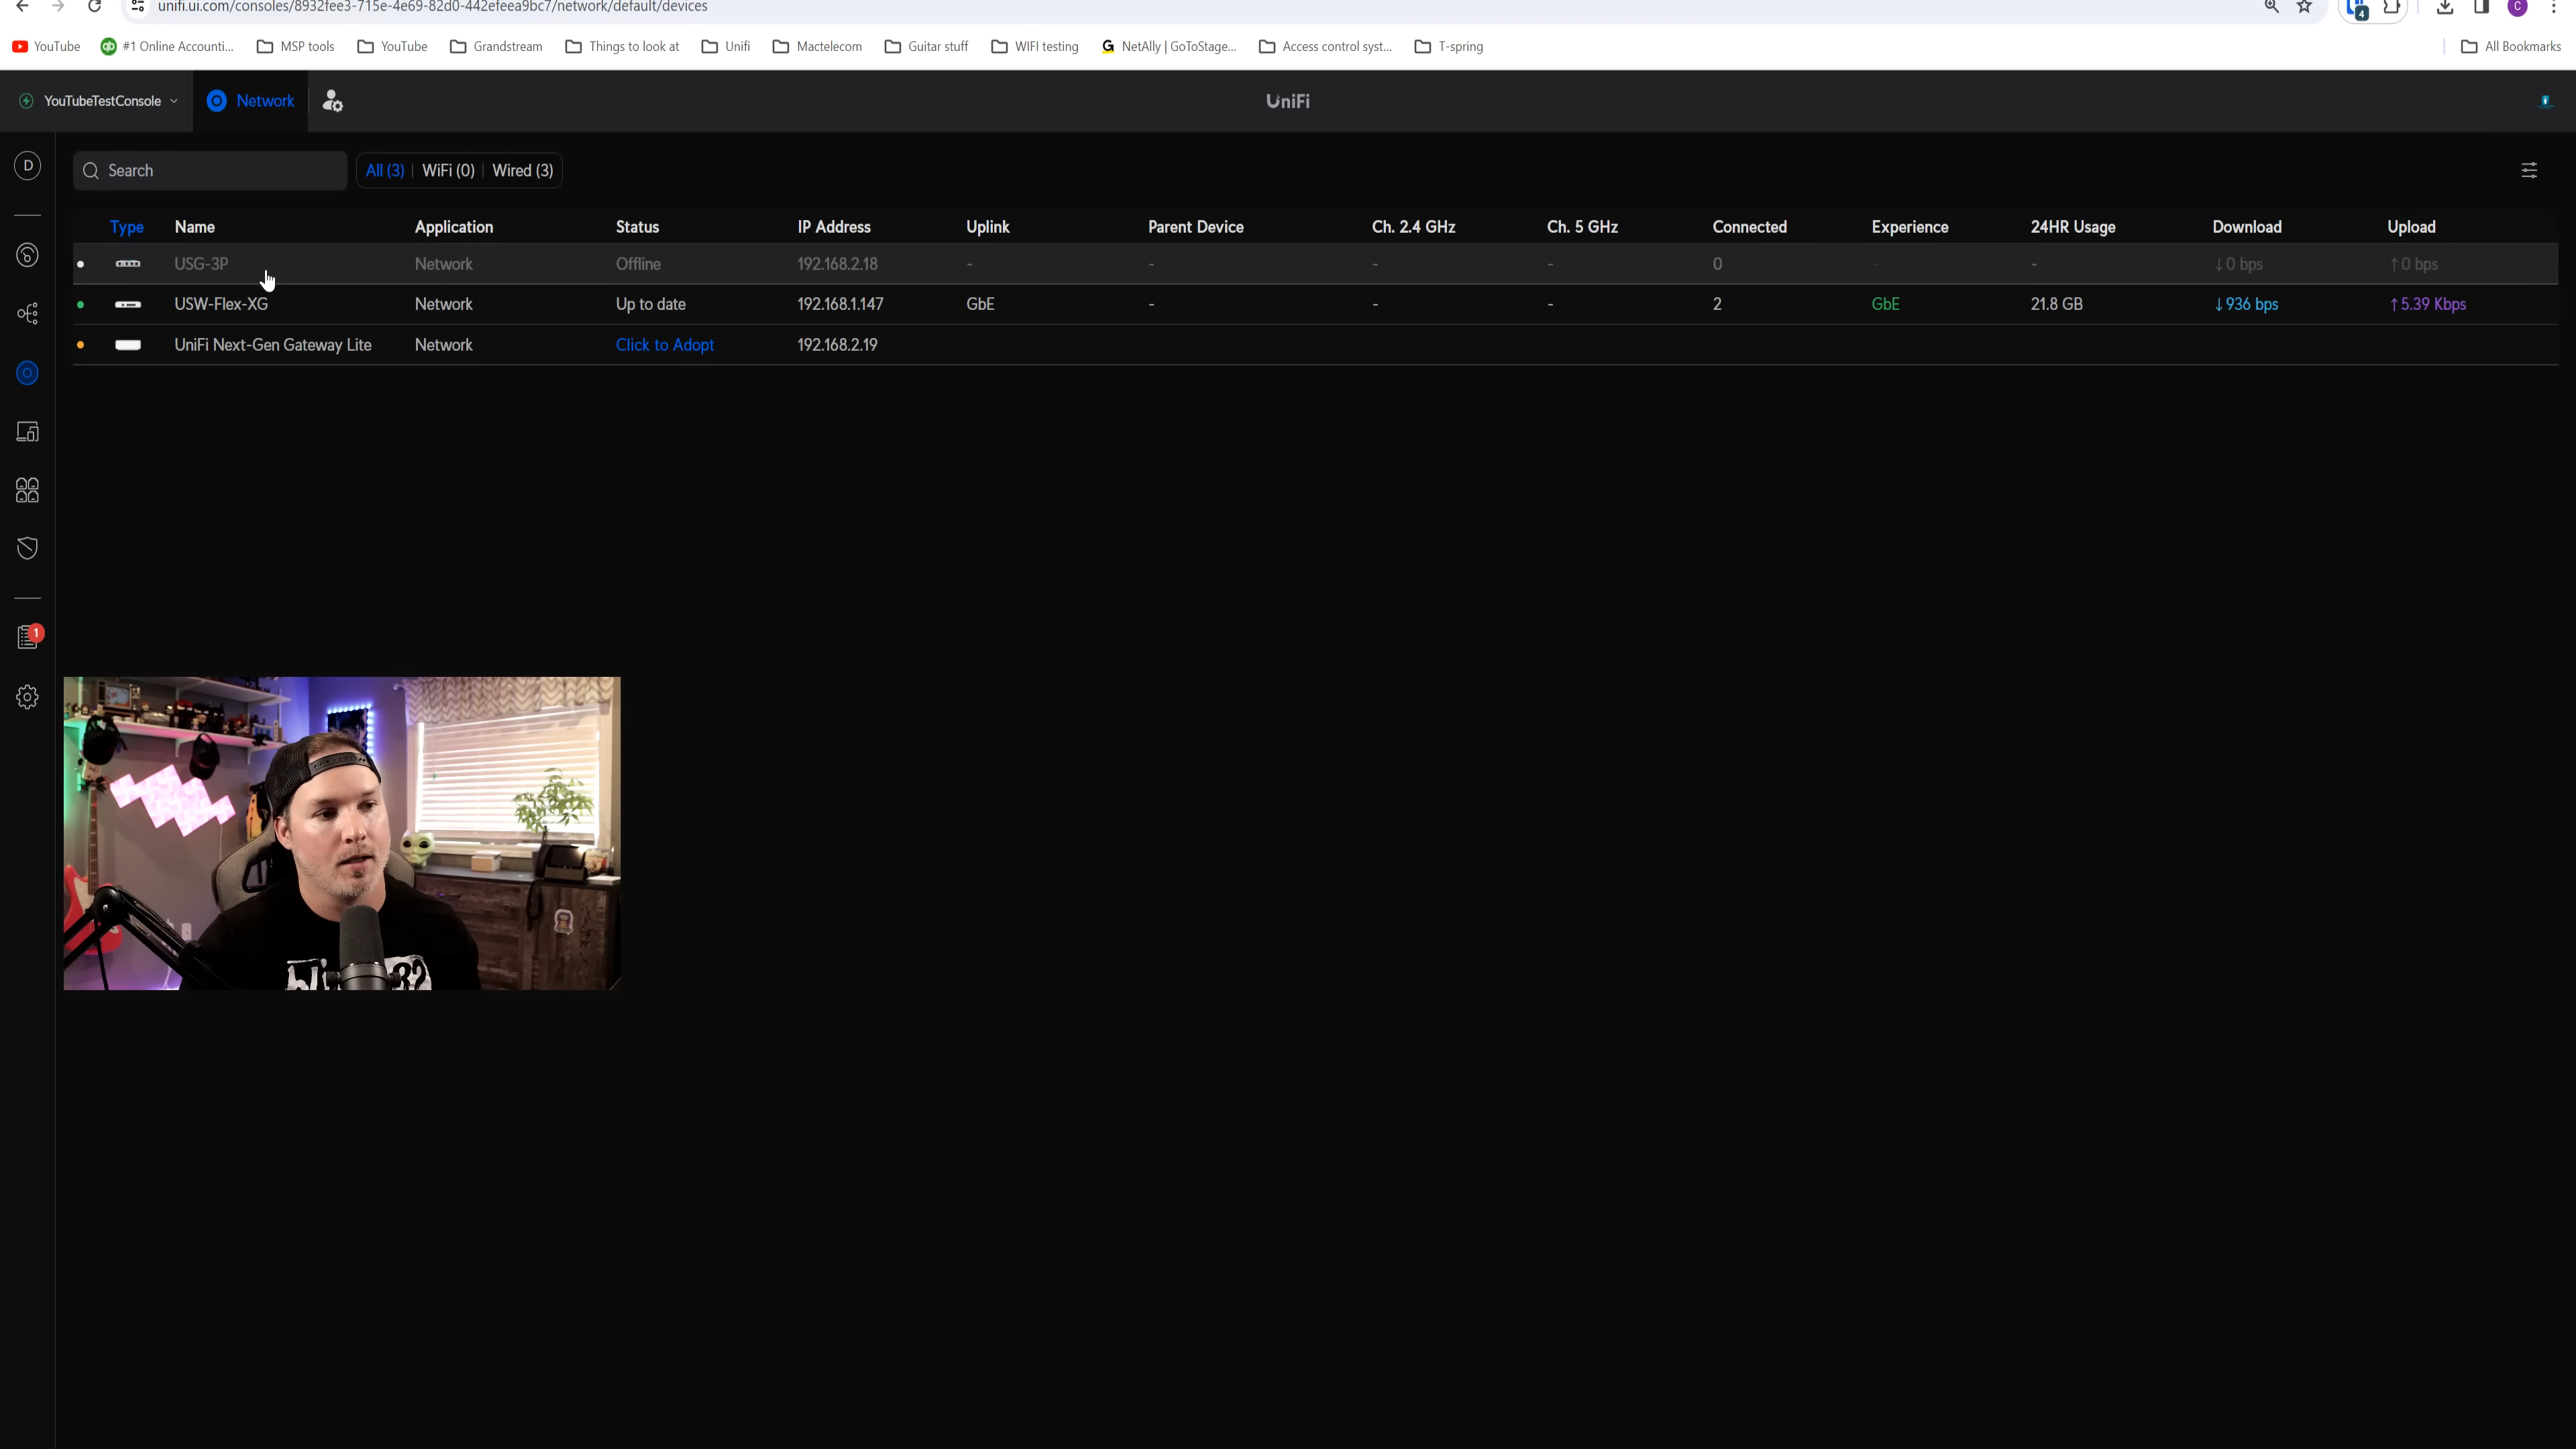 unifi.ui.com/consoles/8932fee3-715e-4e69-82d0-442efeea9bc7/network/default/devices
4
C
YouTube #1 Online Accounti... MSP tools YouTube Grandstream Things to look at Unifi Mactelecom Guitar stuff WIFI testing NetAlly | GoToStage... Access control syst... T-spring All Bookmarks
YouTubeTestConsole Network UniFi
D
Search All (3) WiFi (0) Wired (3)
Type Name Application Status IP Address Uplink Parent Device Ch. 2.4 GHz Ch. 5 GHz Connected Experience 24HR Usage Download Upload
USG-3P Network Offline 192.168.2.18 - - - - 0 - - ↓0 bps ↑0 bps
USW-Flex-XG Network Up to date 192.168.1.147 GbE - - - 2 GbE 21.8 GB ↓936 bps ↑5.39 Kbps
UniFi Next-Gen Gateway Lite Network Click to Adopt 192.168.2.19
1